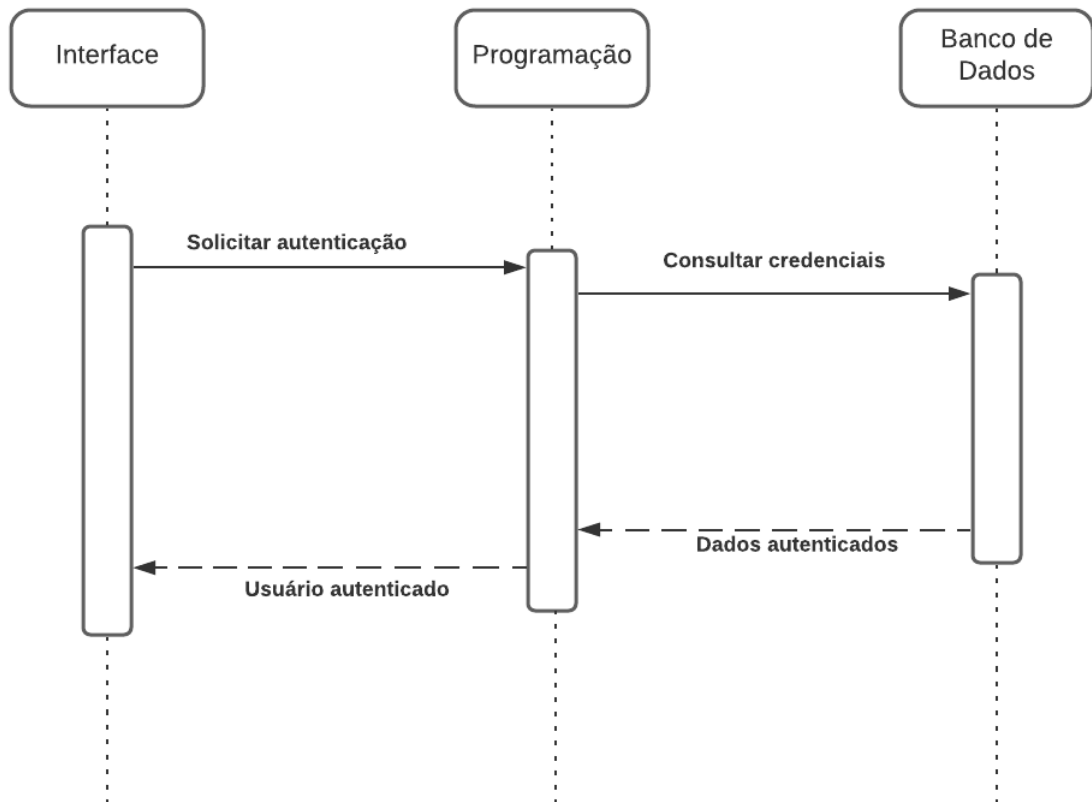 Interface
Programação
Banco de
Dados
Solicitar autenticação
Consultar credenciais
Dados autenticados
Usuário autenticado